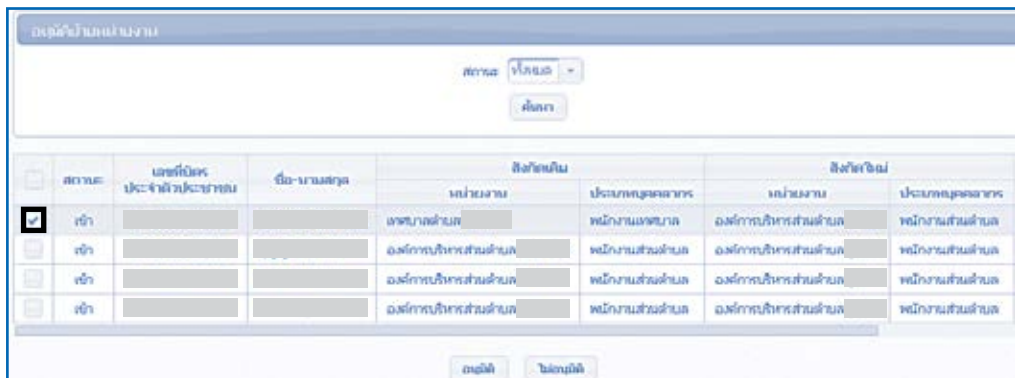 อนุมัติย้ายหน่วยงาน
สถานะ ทั้งหมด
ค้นหา
สถานะ เลขที่บัตร ประจำตัวประชาชน ชื่อ-นามสกุล สังกัดเดิม สังกัดใหม่
หน่วยงาน ประเภทบุคคลากร หน่วยงาน ประเภทบุคคลากร
เข้า เทศบาลตำบล พนักงานเทศบาล องค์การบริหารส่วนตำบล พนักงานส่วนตำบล
เข้า องค์การบริหารส่วนตำบล พนักงานส่วนตำบล องค์การบริหารส่วนตำบล พนักงานส่วนตำบล
เข้า องค์การบริหารส่วนตำบล พนักงานส่วนตำบล องค์การบริหารส่วนตำบล พนักงานส่วนตำบล
เข้า องค์การบริหารส่วนตำบล พนักงานส่วนตำบล องค์การบริหารส่วนตำบล พนักงานส่วนตำบล
อนุมัติ ไม่อนุมัติ